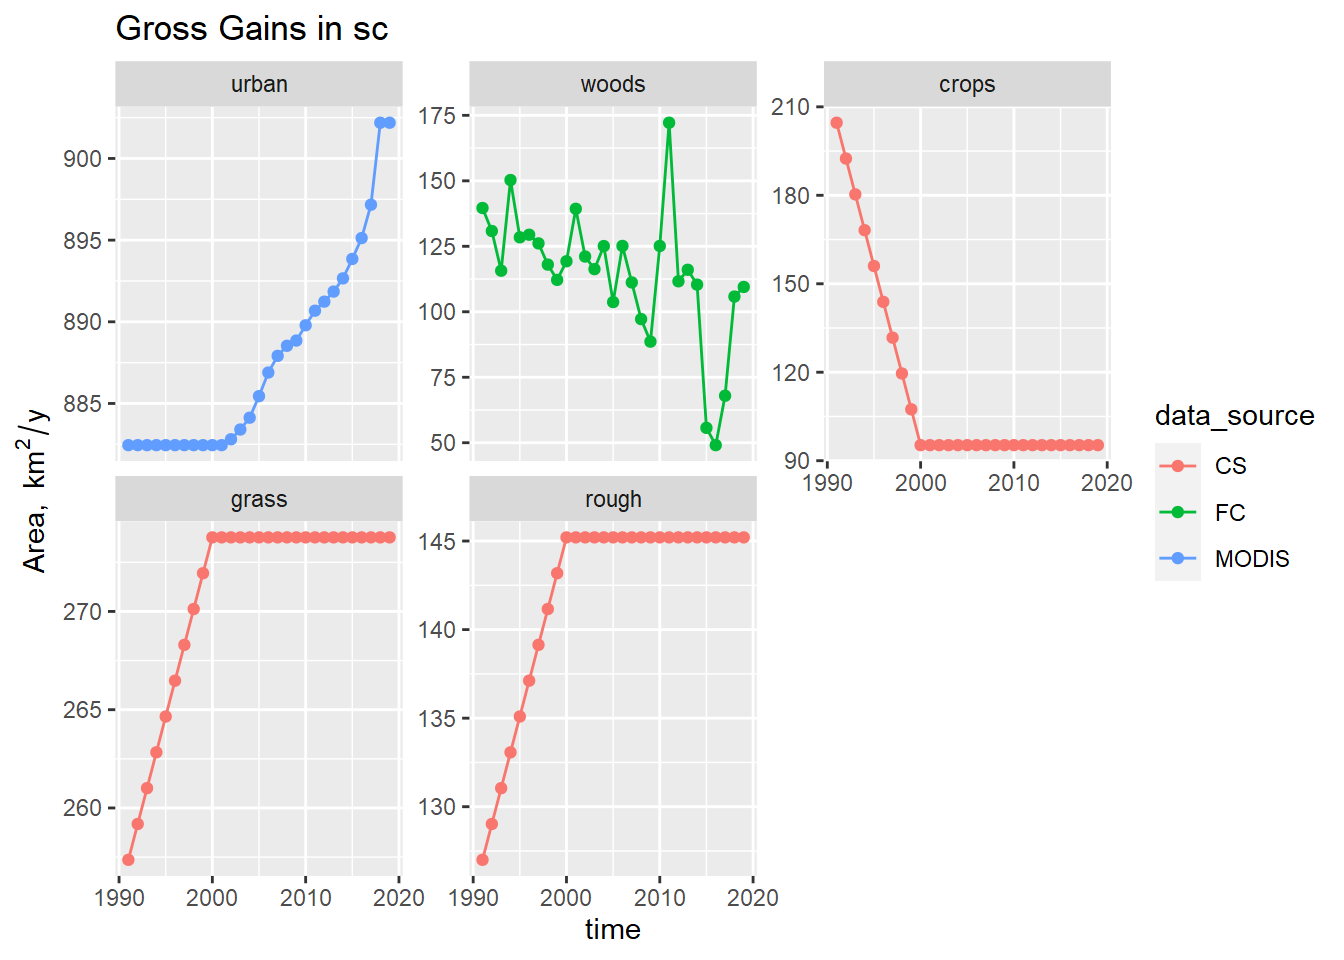 Gross Gains in sc
urban
woods
crops
900
895
890
885
175
150
125
100
75
50
210
180
150
120
90
1990 2000 2010 2020
grass
rough
270
265
260
145
140
135
130
1990 2000 2010 2020
1990 2000 2010 2020
time
Area, km²/y
data_source
CS
FC
MODIS